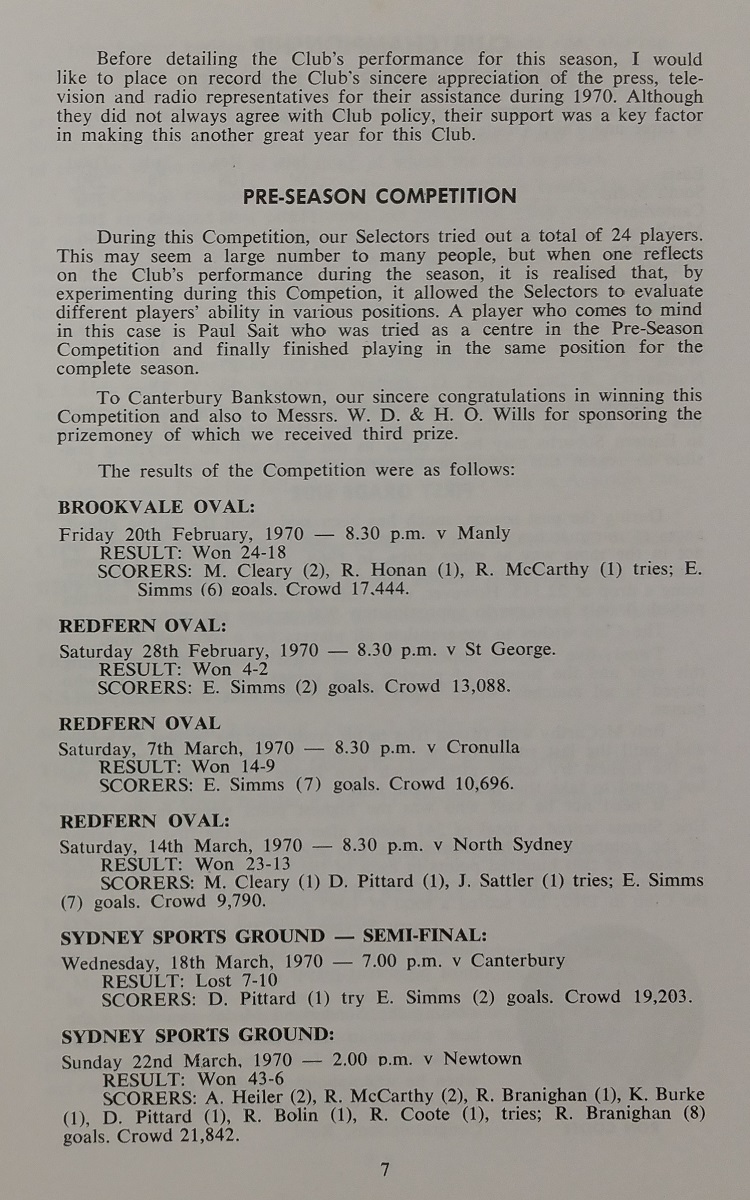 Before detailing the Club's performance for this season, I would
like to place on record the Club's sincere appreciation of the press, tele-
vision and radio representatives for their assistance during 1970. Although
they did not always agree with Club policy, their support was a key factor
in making this another great year for this Club.
PRE-SEASON COMPETITION
During this Competition, our Selectors tried out a total of 24 players.
This may seem a large number to many people, but when one reflects
on the Club's performance during the season, it is realised that, by
experimenting during this Competion, it allowed the Selectors to evaluate
different players' ability in various positions. A player who comes to mind
in this case is Paul Sait who was tried as a centre in the Pre-Season
Competition and finally finished playing in the same position for the
complete season.
To Canterbury Bankstown, our sincere congratulations in winning this
Competition and also to Messrs. W. D. & H. O. Wills for sponsoring the
prizemoney of which we received third prize.
The results of the Competition were as follows:
BROOKVALE OVAL:
Friday 20th February, 1970 — 8.30 p.m. v Manly
RESULT: Won 24-18
SCORERS: M. Cleary (2), R. Honan (1), R. McCarthy (1) tries; E.
Simms (6) goals. Crowd 17,444.
REDFERN OVAL:
Saturday 28th February, 1970 — 8.30 p.m. v St George.
RESULT: Won 4-2
SCORERS: E. Simms (2) goals. Crowd 13,088.
REDFERN OVAL
Saturday, 7th March, 1970 — 8.30 p.m. v Cronulla
RESULT: Won 14-9
SCORERS: E. Simms (7) goals. Crowd 10,696.
REDFERN OVAL:
Saturday, 14th March, 1970 — 8.30 p.m. v North Sydney
RESULT: Won 23-13
SCORERS: M. Cleary (1) D. Pittard (1), J. Sattler (1) tries; E. Simms
(7) goals. Crowd 9,790.
SYDNEY SPORTS GROUND — SEMI-FINAL:
Wednesday, 18th March, 1970 — 7.00 p.m. v Canterbury
RESULT: Lost 7-10
SCORERS: D. Pittard (1) try E. Simms (2) goals. Crowd 19,203.
SYDNEY SPORTS GROUND:
Sunday 22nd March, 1970 — 2.00 p.m. v Newtown
RESULT: Won 43-6
SCORERS: A. Heiler (2), R. McCarthy (2), R. Branighan (1), K. Burke
(1), D. Pittard (1), R. Bolin (1), R. Coote (1), tries; R. Branighan (8)
goals. Crowd 21,842.
7